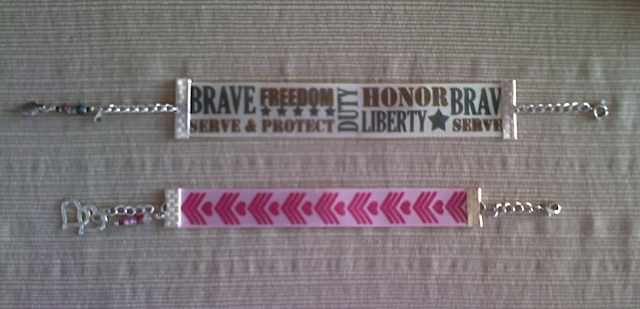 BRAVE FREEDOM DUTY HONOR BRAV
SERVE & PROTECT LIBERTY SERVE